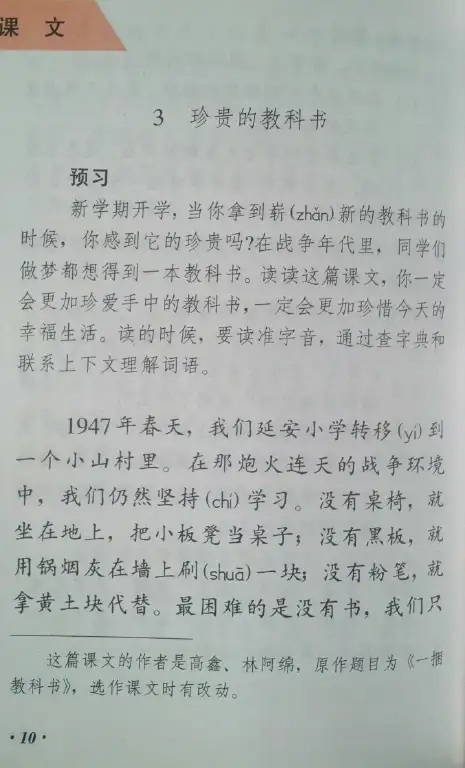 课 文
3 珍贵的教科书
预习
新学期开学，当你拿到崭(zhǎn)新的教科书的
时候，你感到它的珍贵吗?在战争年代里，同学们
做梦都想得到一本教科书。读读这篇课文，你一定
会更加珍爱手中的教科书，一定会更加珍惜今天的
幸福生活。读的时候，要读准字音，通过查字典和
联系上下文理解词语。
1947年春天，我们延安小学转移(yí)到
一个小山村里。在那炮火连天的战争环境
中，我们仍然坚持(chí)学习。没有桌椅，就
坐在地上，把小板凳当桌子；没有黑板，就
用锅烟灰在墙上刷(shuā)一块；没有粉笔，就
拿黄土块代替。最困难的是没有书，我们只
这篇课文的作者是高鑫、林阿绵，原作题目为《一捆
教科书》，选作课文时有改动。
·10·